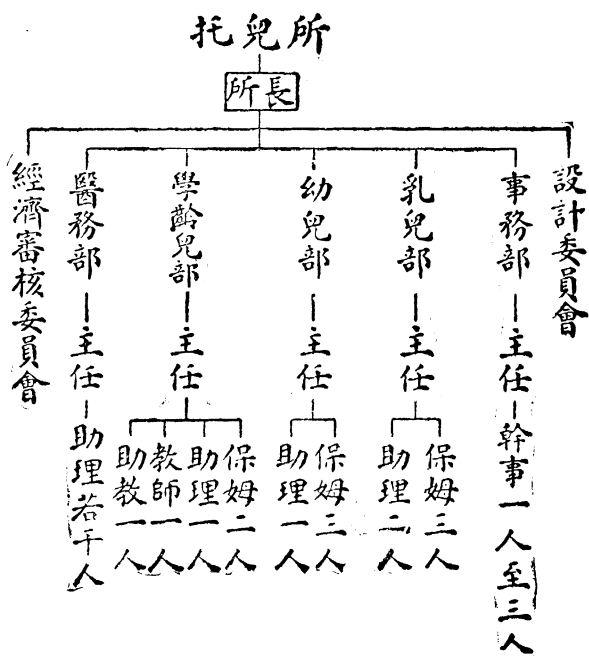 托兒所
所長
設計委員會
事務部
主任
幹事一人至三人
乳兒部
主任
保姆三人
助理二人
幼兒部
主任
保姆三人
助理一人
學齡兒部
主任
保姆二人
助理一人
教師一人
助教一人
醫務部
主任
助理若干人
經濟審核委員會